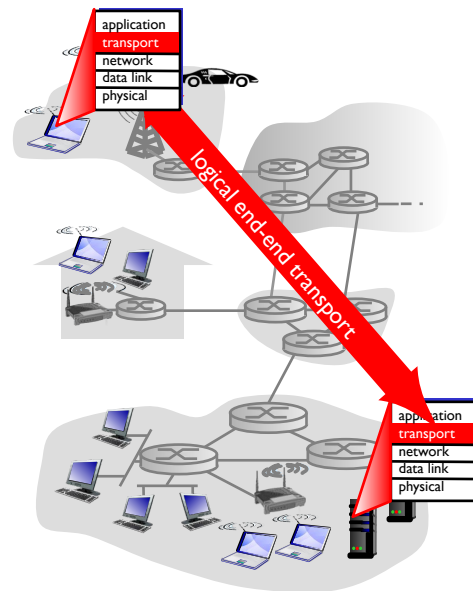 application
transport
network
data link
physical
logical end-end transport
application
transport
network
data link
physical